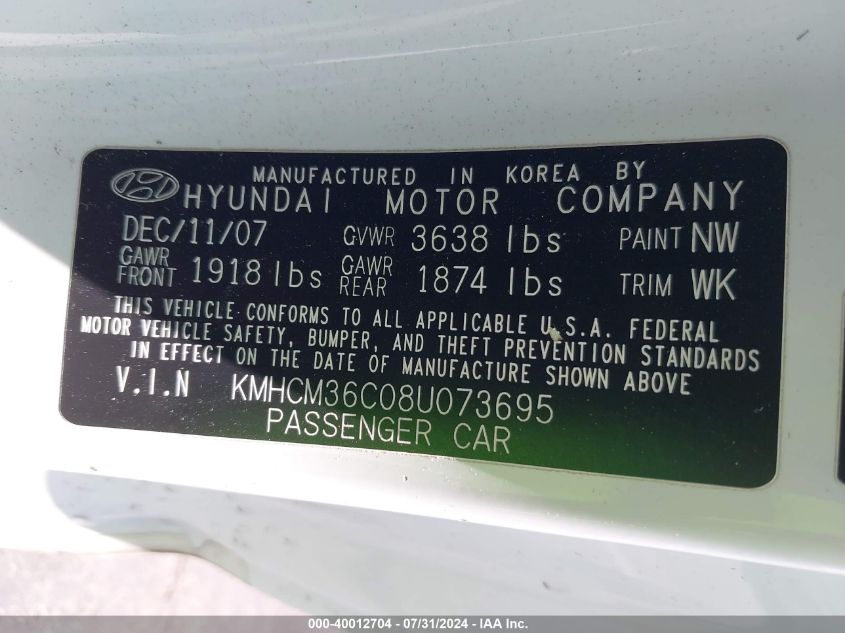 MANUFACTURED IN KOREA BY
HYUNDAI MOTOR COMPANY
DEC/11/07 GVWR 3638 lbs PAINT NW
GAWR FRONT 1918 lbs GAWR REAR 1874 lbs TRIM WK
THIS VEHICLE CONFORMS TO ALL APPLICABLE U.S.A. FEDERAL
MOTOR VEHICLE SAFETY, BUMPER, AND THEFT PREVENTION STANDARDS
IN EFFECT ON THE DATE OF MANUFACTURE SHOWN ABOVE
V.I.N KMHCM36C08U073695
PASSENGER CAR
000-40012704 - 07/31/2024 - IAA Inc.